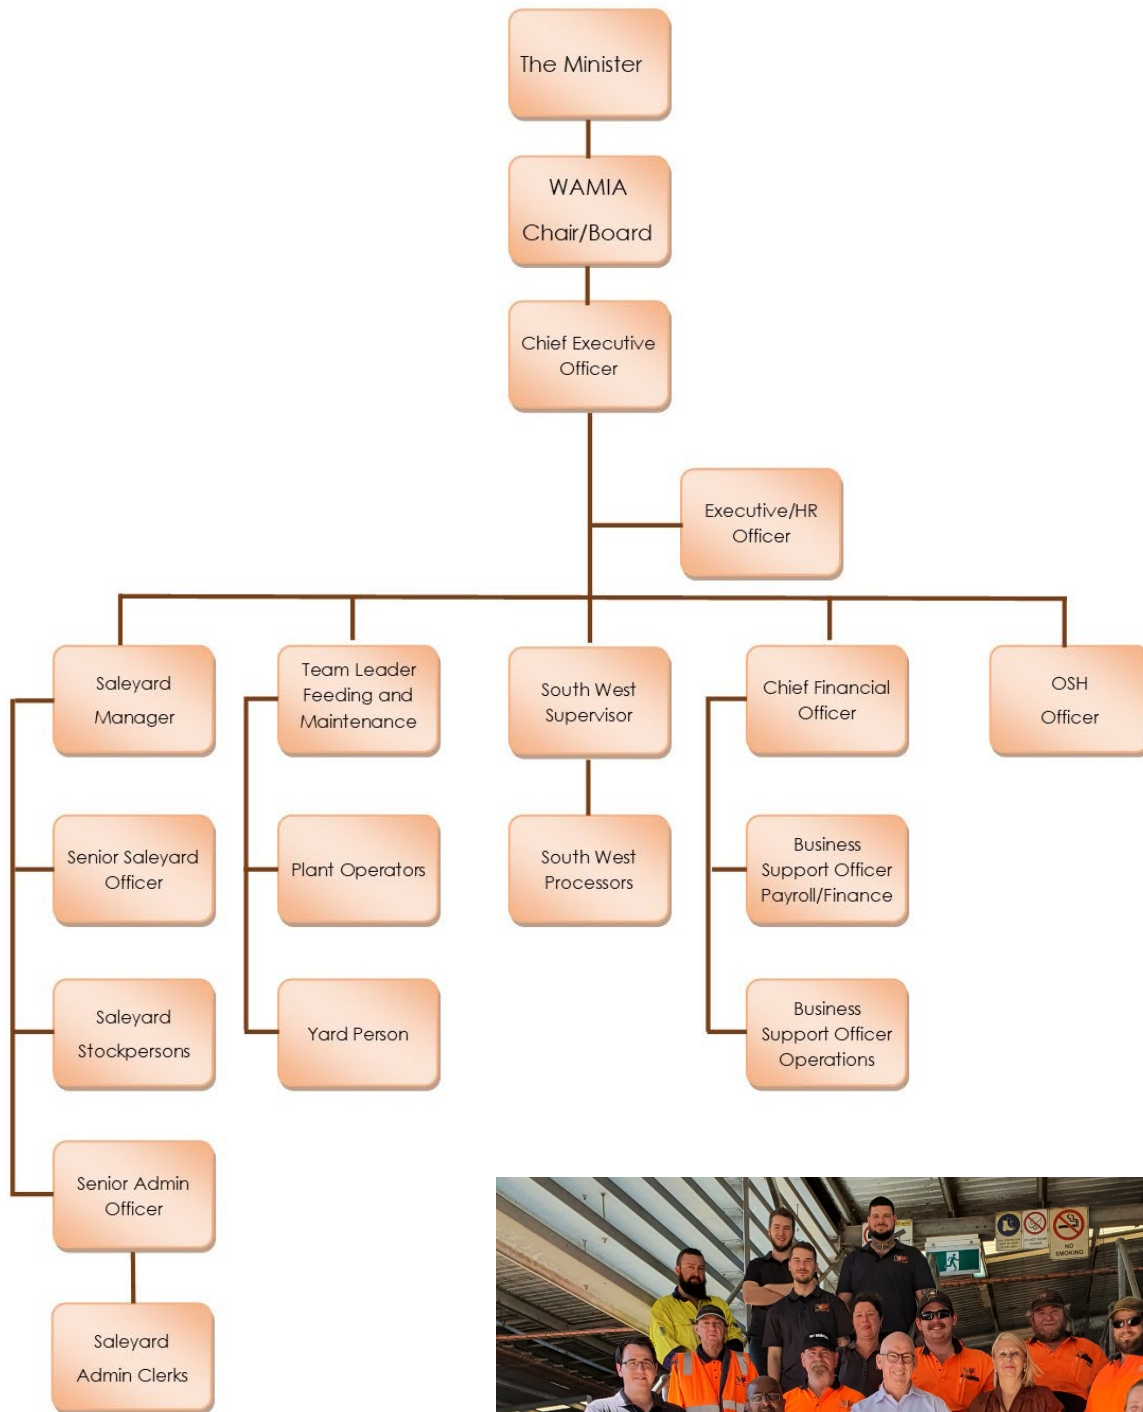 The Minister
WAMIA
Chair/Board
Chief Executive
Officer
Executive/HR
Officer
Saleyard
Manager
Team Leader
Feeding and
Maintenance
South West
Supervisor
Chief Financial
Officer
OSH
Officer
Senior Saleyard
Officer
Plant Operators
South West
Processors
Business
Support Officer
Payroll/Finance
Saleyard
Stockpersons
Yard Person
Business
Support Officer
Operations
Senior Admin
Officer
Saleyard
Admin Clerks
NO
SMOKING